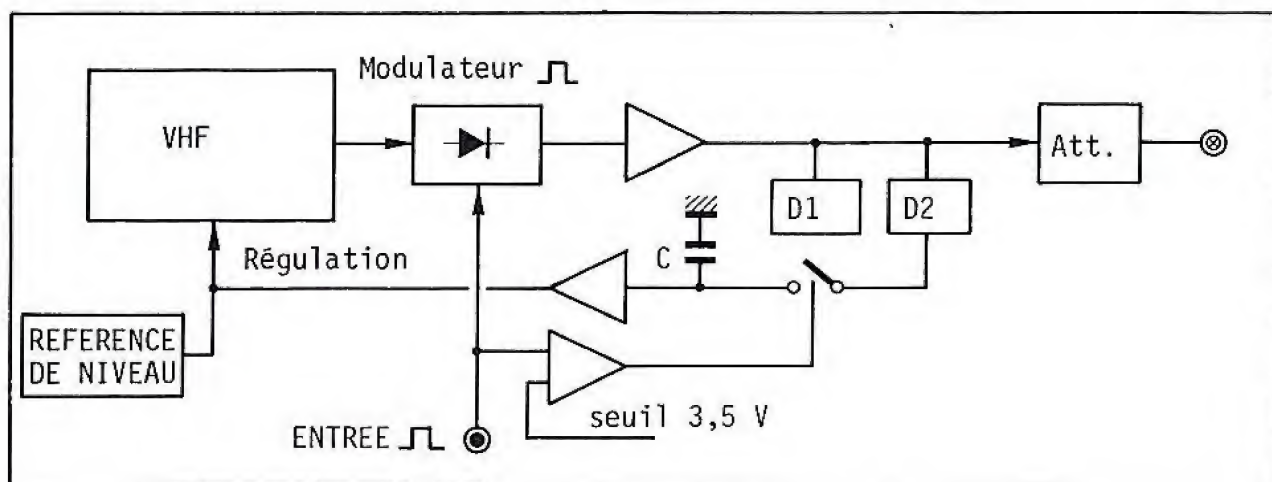 Modulateur
VHF
Att.
D1
D2
C
Régulation
REFERENCE
DE NIVEAU
seuil 3,5 V
ENTREE